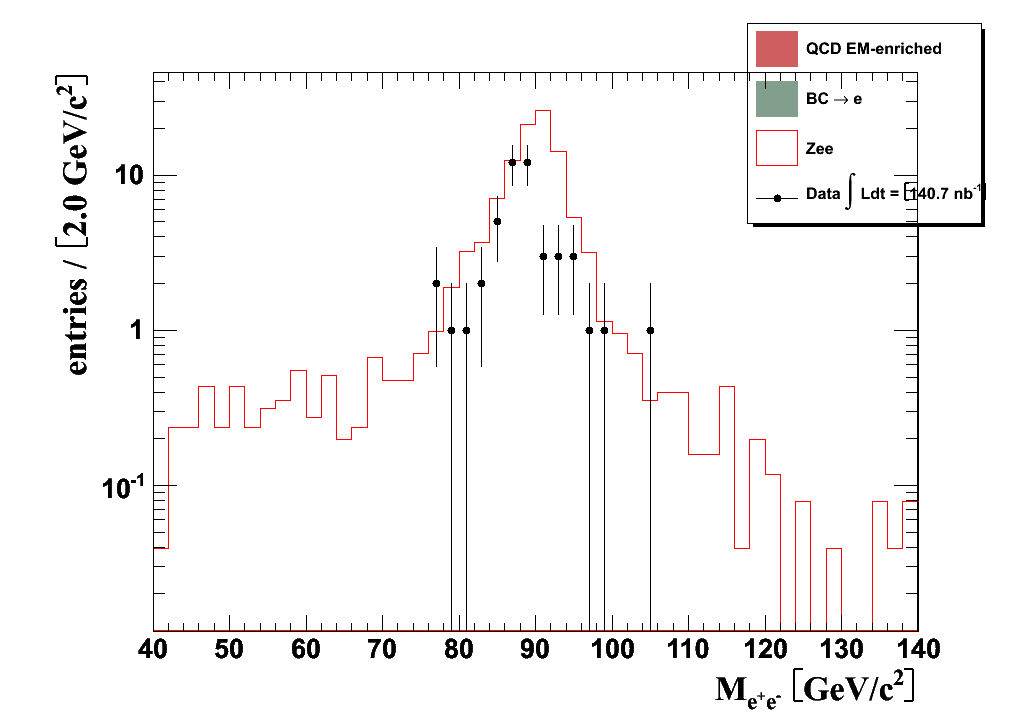 QCD EM-enriched
BC → e
Zee
Data ∫ Ldt = [140.7 nb⁻¹]
entries / [2.0 GeV/c²]
10
1
10⁻¹
40 50 60 70 80 90 100 110 120 130 140
M e⁺e⁻ [GeV/c²]